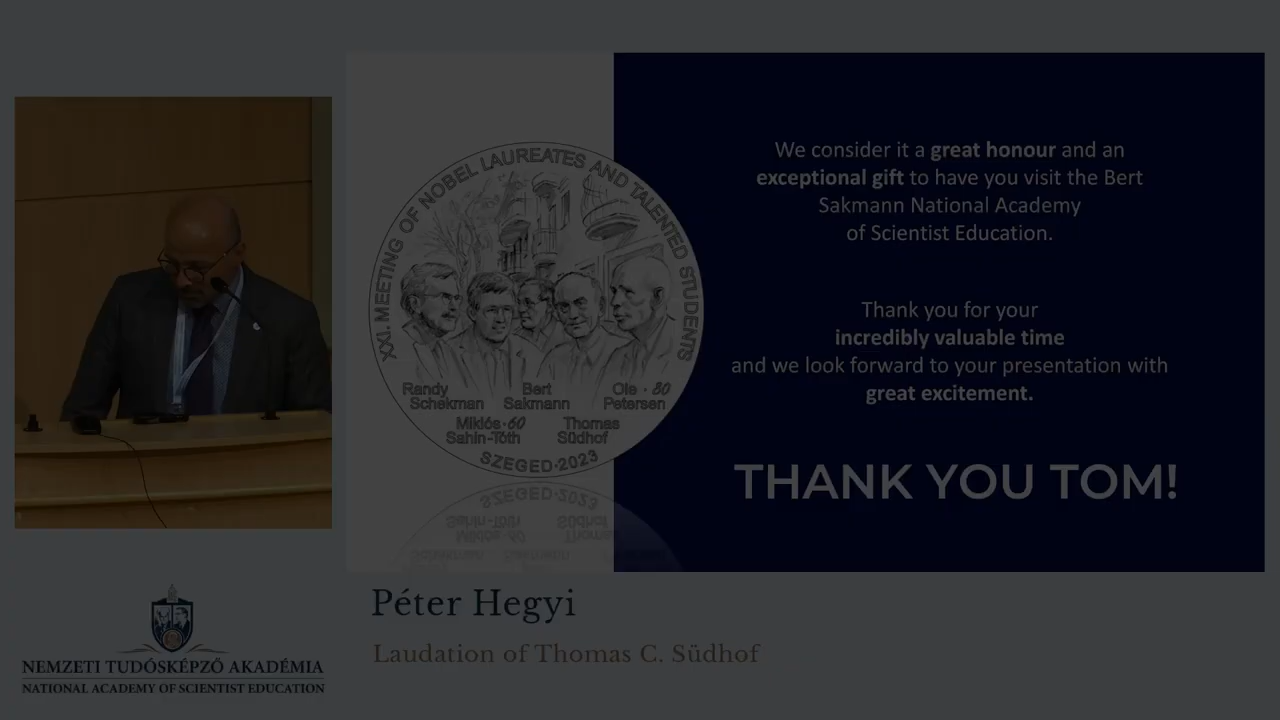 We consider it a great honour and an
exceptional gift to have you visit the Bert
Sakmann National Academy
of Scientist Education.
Thank you for your
incredibly valuable time
and we look forward to your presentation with
great excitement.
THANK YOU TOM!
XXI. MEETING OF NOBEL LAUREATES AND TALENTED STUDENTS
Randy Schekman
Bert Sakmann
Ole · 80 Petersen
Miklós · 60 Sahin-Tóth
Thomas Südhof
SZEGED · 2023
Péter Hegyi
Laudation of Thomas C. Südhof
NEMZETI TUDÓSKÉPZŐ AKADÉMIA
NATIONAL ACADEMY OF SCIENTIST EDUCATION